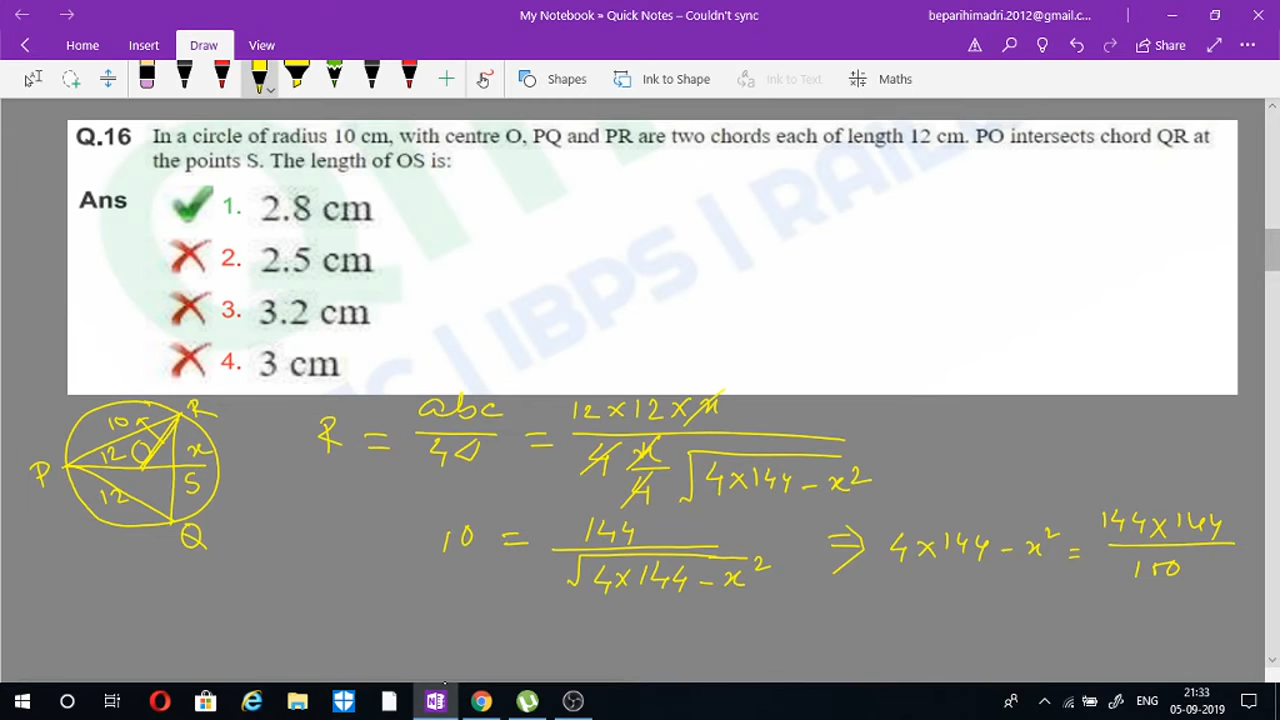 My Notebook » Quick Notes – Couldn't sync
beparihimadri.2012@gmail.c...
Home Insert Draw View
Share
Shapes Ink to Shape Ink to Text Maths
Q.16 In a circle of radius 10 cm, with centre O, PQ and PR are two chords each of length 12 cm. PO intersects chord QR at
the points S. The length of OS is:
Ans
1. 2.8 cm
2. 2.5 cm
3. 3.2 cm
4. 3 cm
| IBPS | RAIL
P R Q S O x 10 12 12
R = abc/4Δ = 12×12×x / 4 x/4 √4×144-x²
10 = 144/√4×144-x² ⇒ 4×144-x² = 144×144/100
ENG
21:33
05-09-2019